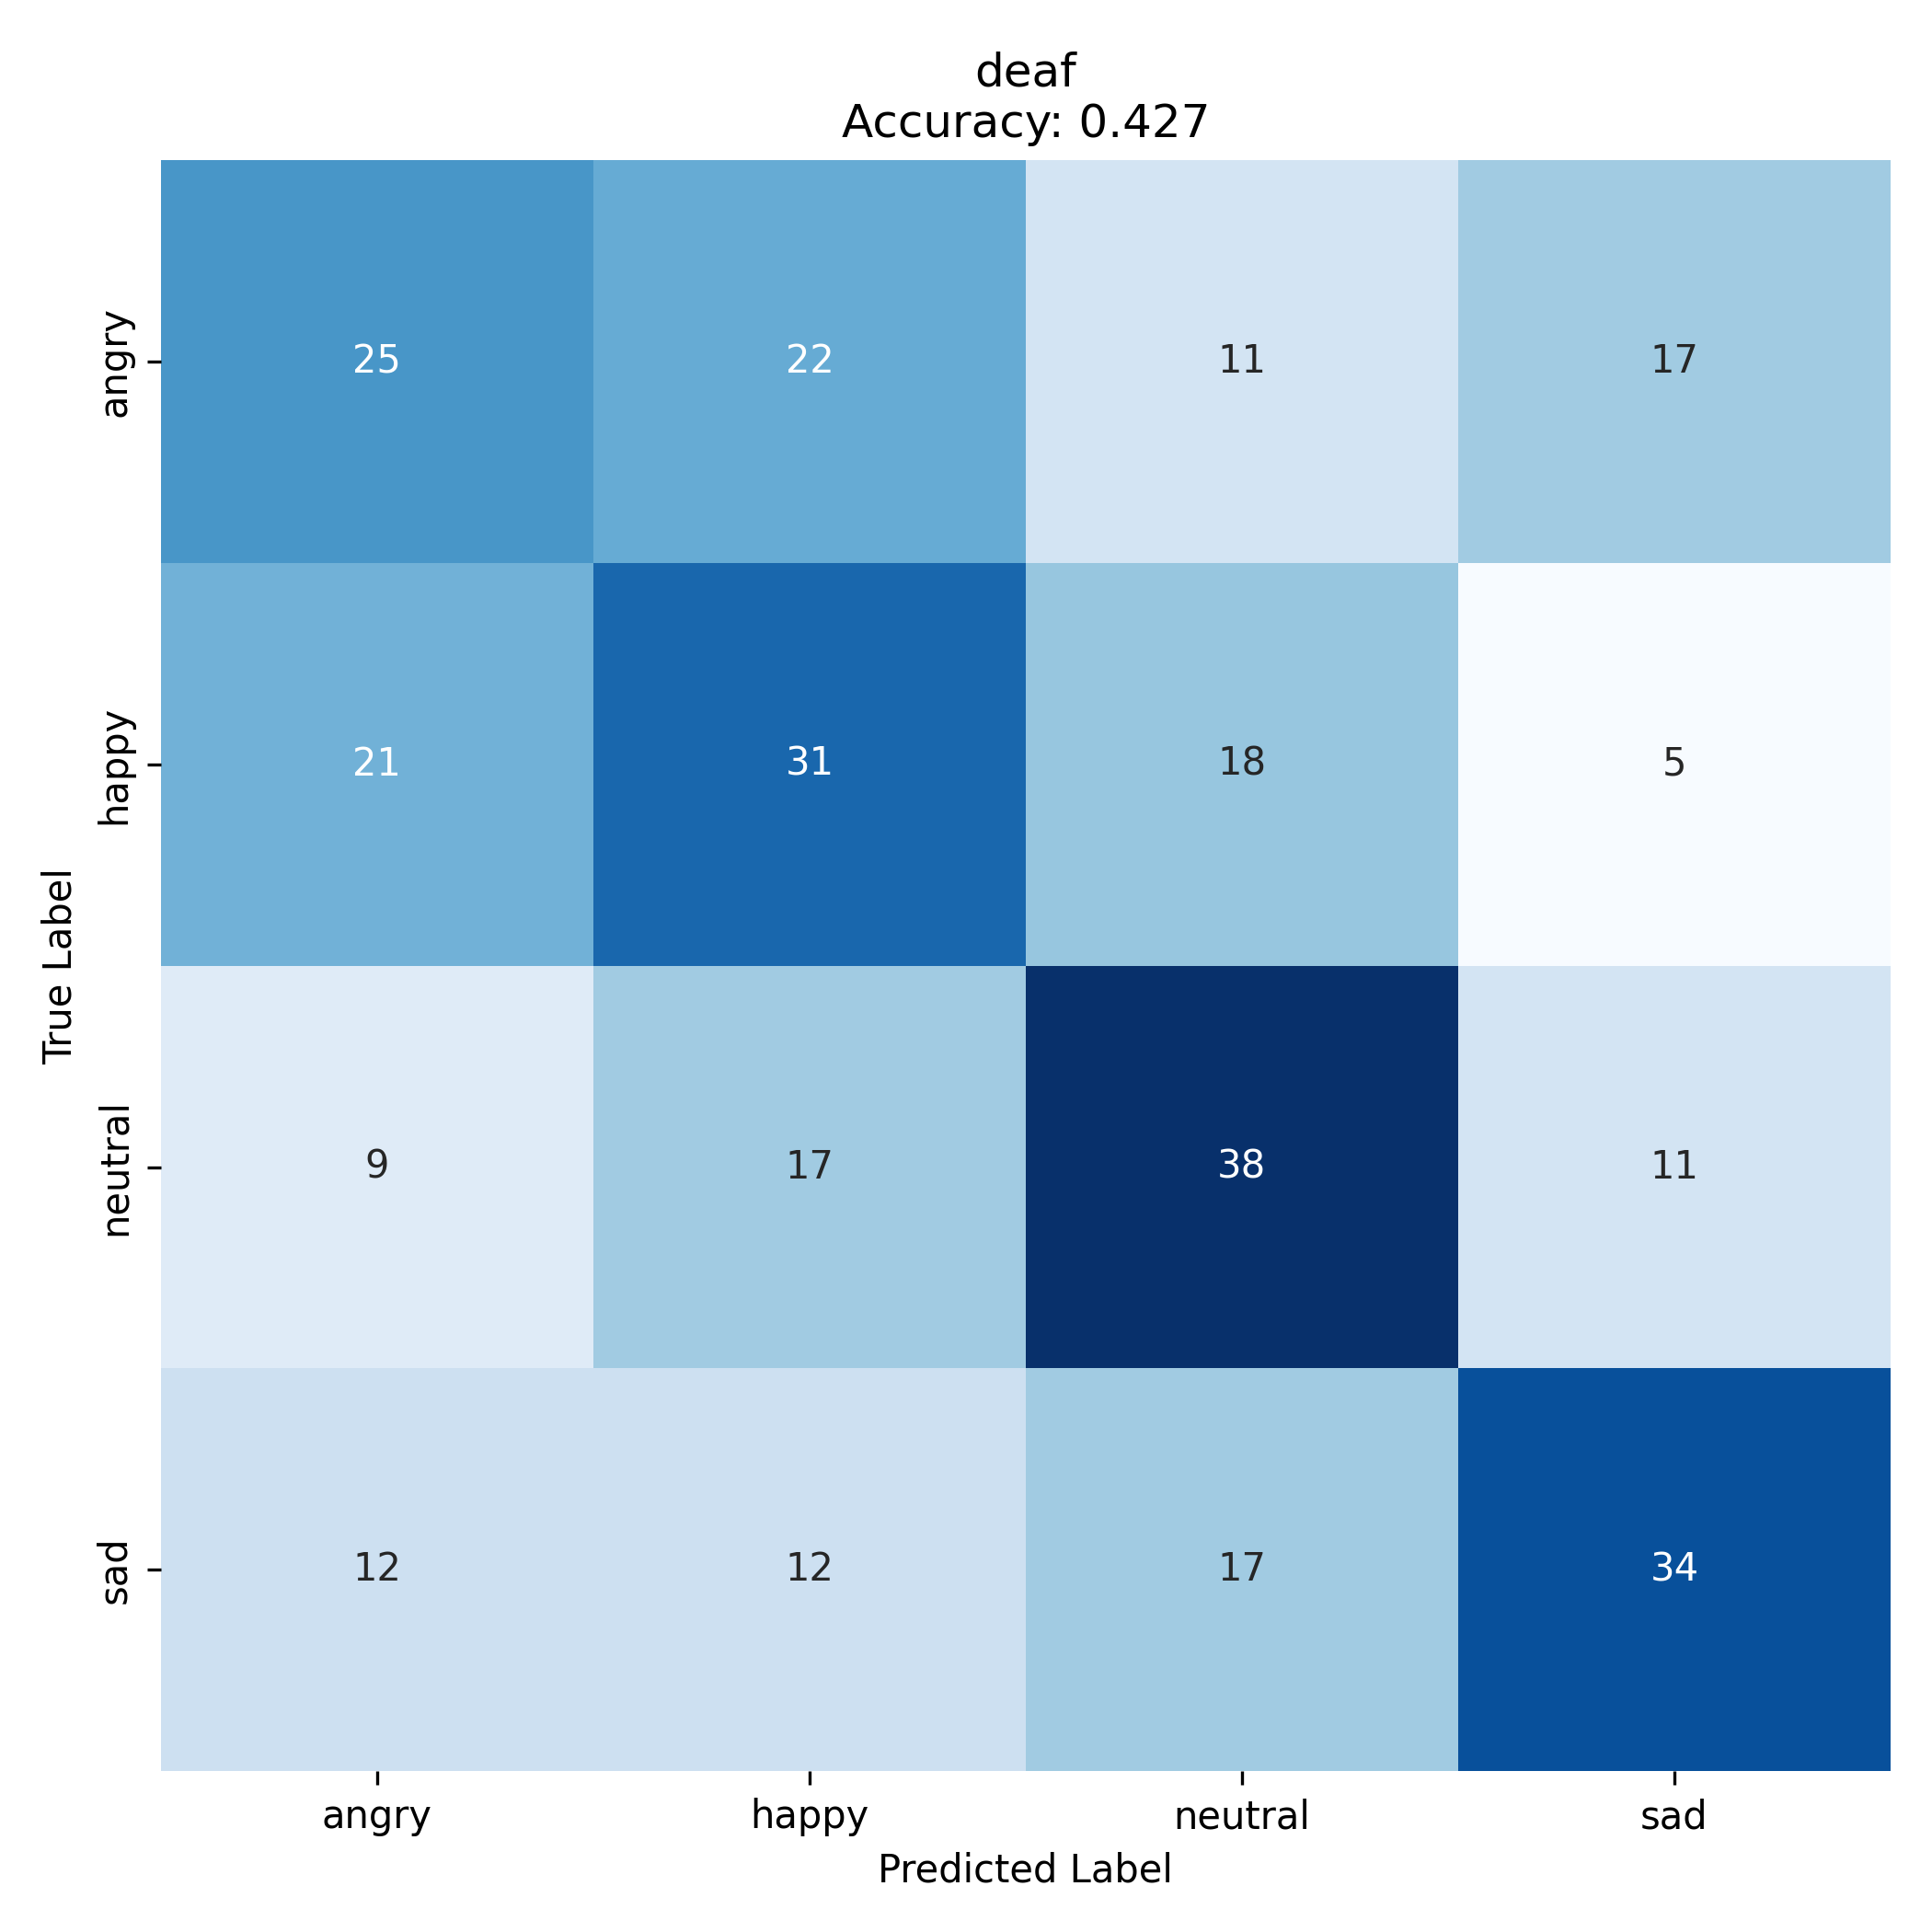 deaf
Accuracy: 0.427
True Label
angry 25 22 11 17
happy 21 31 18 5
neutral 9 17 38 11
sad 12 12 17 34
angry happy neutral sad
Predicted Label